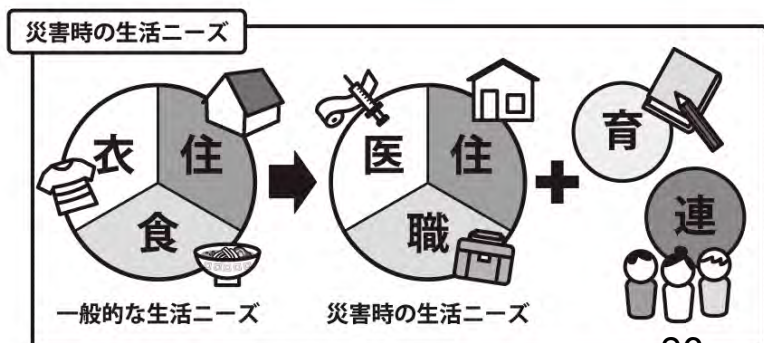 災害時の生活ニーズ
衣 住
食
医 住
職
育
連
一般的な生活ニーズ
災害時の生活ニーズ